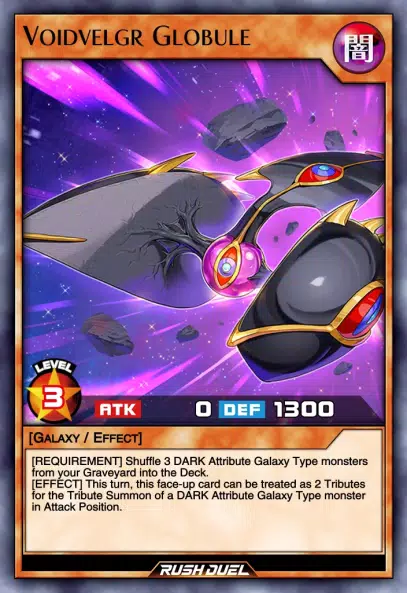 Voidvelgr Globule
闇
LEVEL
3
ATK 0 DEF 1300
[Galaxy / Effect]
[REQUIREMENT] Shuffle 3 DARK Attribute Galaxy Type monsters
from your Graveyard into the Deck.
[EFFECT] This turn, this face-up card can be treated as 2 Tributes
for the Tribute Summon of a DARK Attribute Galaxy Type monster
in Attack Position.
RUSH DUEL